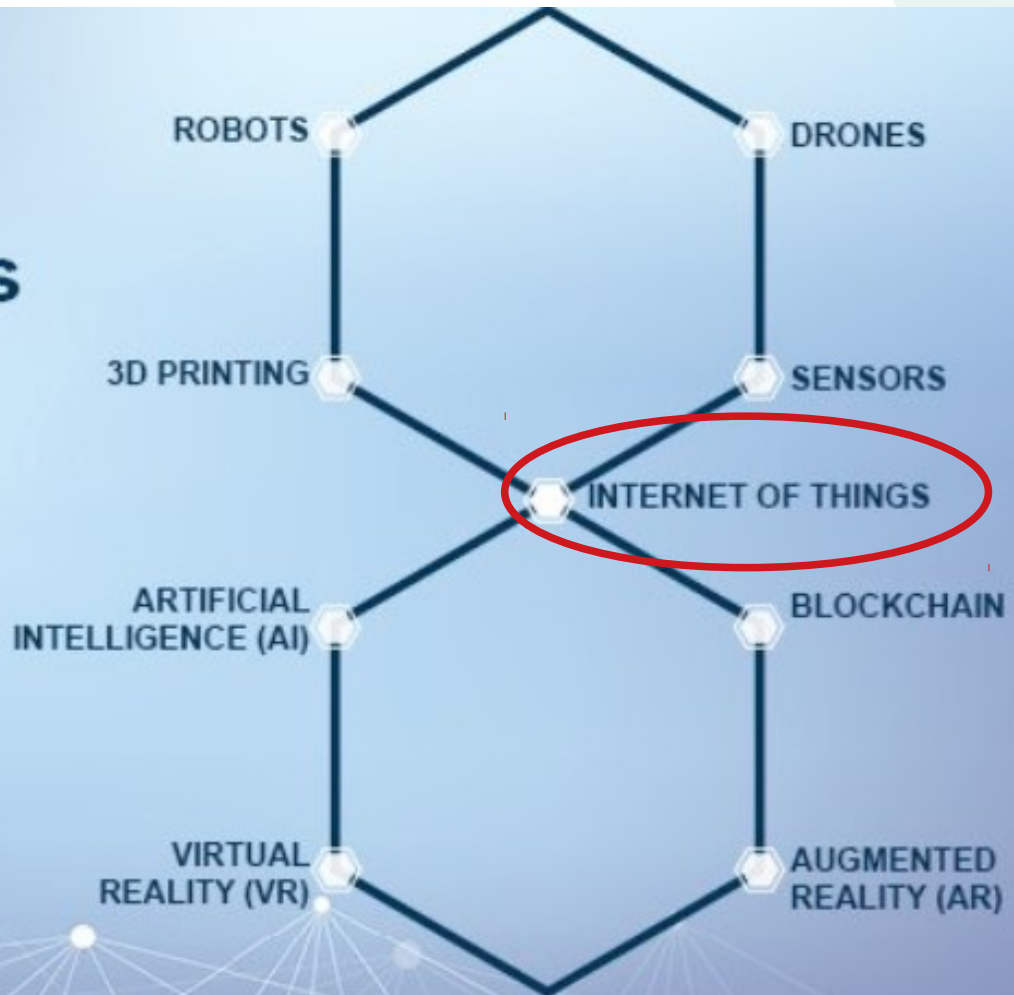 ROBOTS
DRONES
s
3D PRINTING
SENSORS
INTERNET OF THINGS
ARTIFICIAL
INTELLIGENCE (AI)
BLOCKCHAIN
VIRTUAL
REALITY (VR)
AUGMENTED
REALITY (AR)